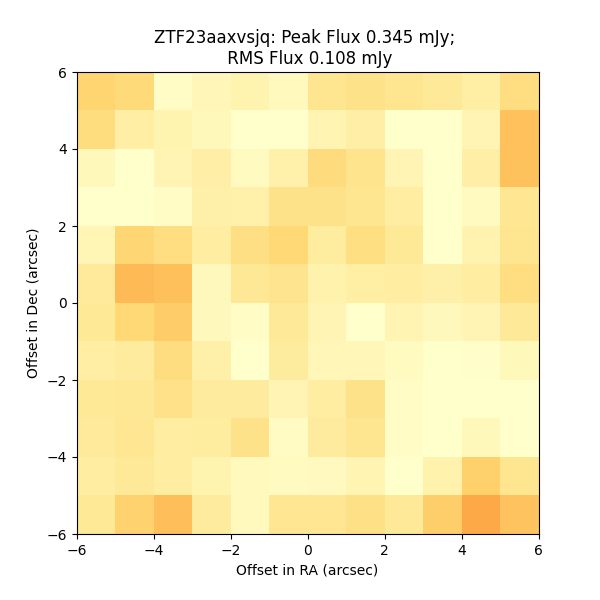 ZTF23aaxvsjq: Peak Flux 0.345 mJy;
RMS Flux 0.108 mJy
6
4
2
0
−2
−4
−6
Offset in Dec (arcsec)
−6 −4 −2 0 2 4 6
Offset in RA (arcsec)